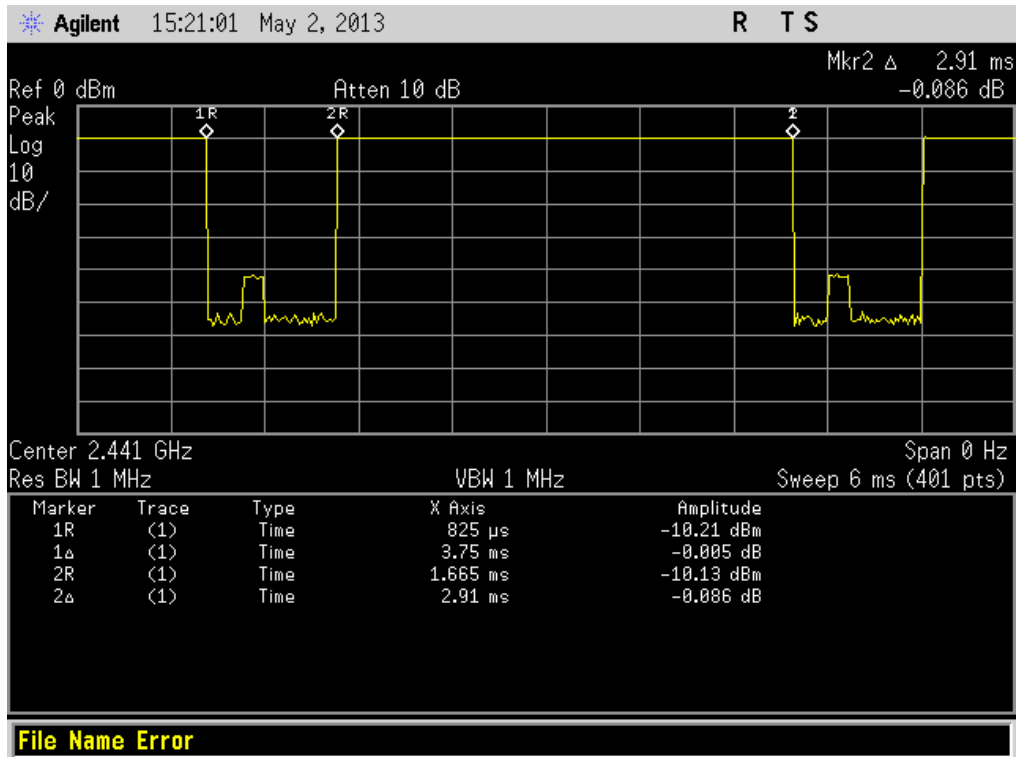 Agilent 15:21:01 May 2, 2013 R T S
Mkr2 Δ 2.91 ms
Ref 0 dBm Atten 10 dB -0.086 dB
Peak
Log
10
dB/
1R 2R
Center 2.441 GHz Span 0 Hz
Res BW 1 MHz VBW 1 MHz Sweep 6 ms (401 pts)
Marker Trace Type X Axis Amplitude
1R (1) Time 825 µs -10.21 dBm
1Δ (1) Time 3.75 ms -0.005 dB
2R (1) Time 1.665 ms -10.13 dBm
2Δ (1) Time 2.91 ms -0.086 dB
File Name Error